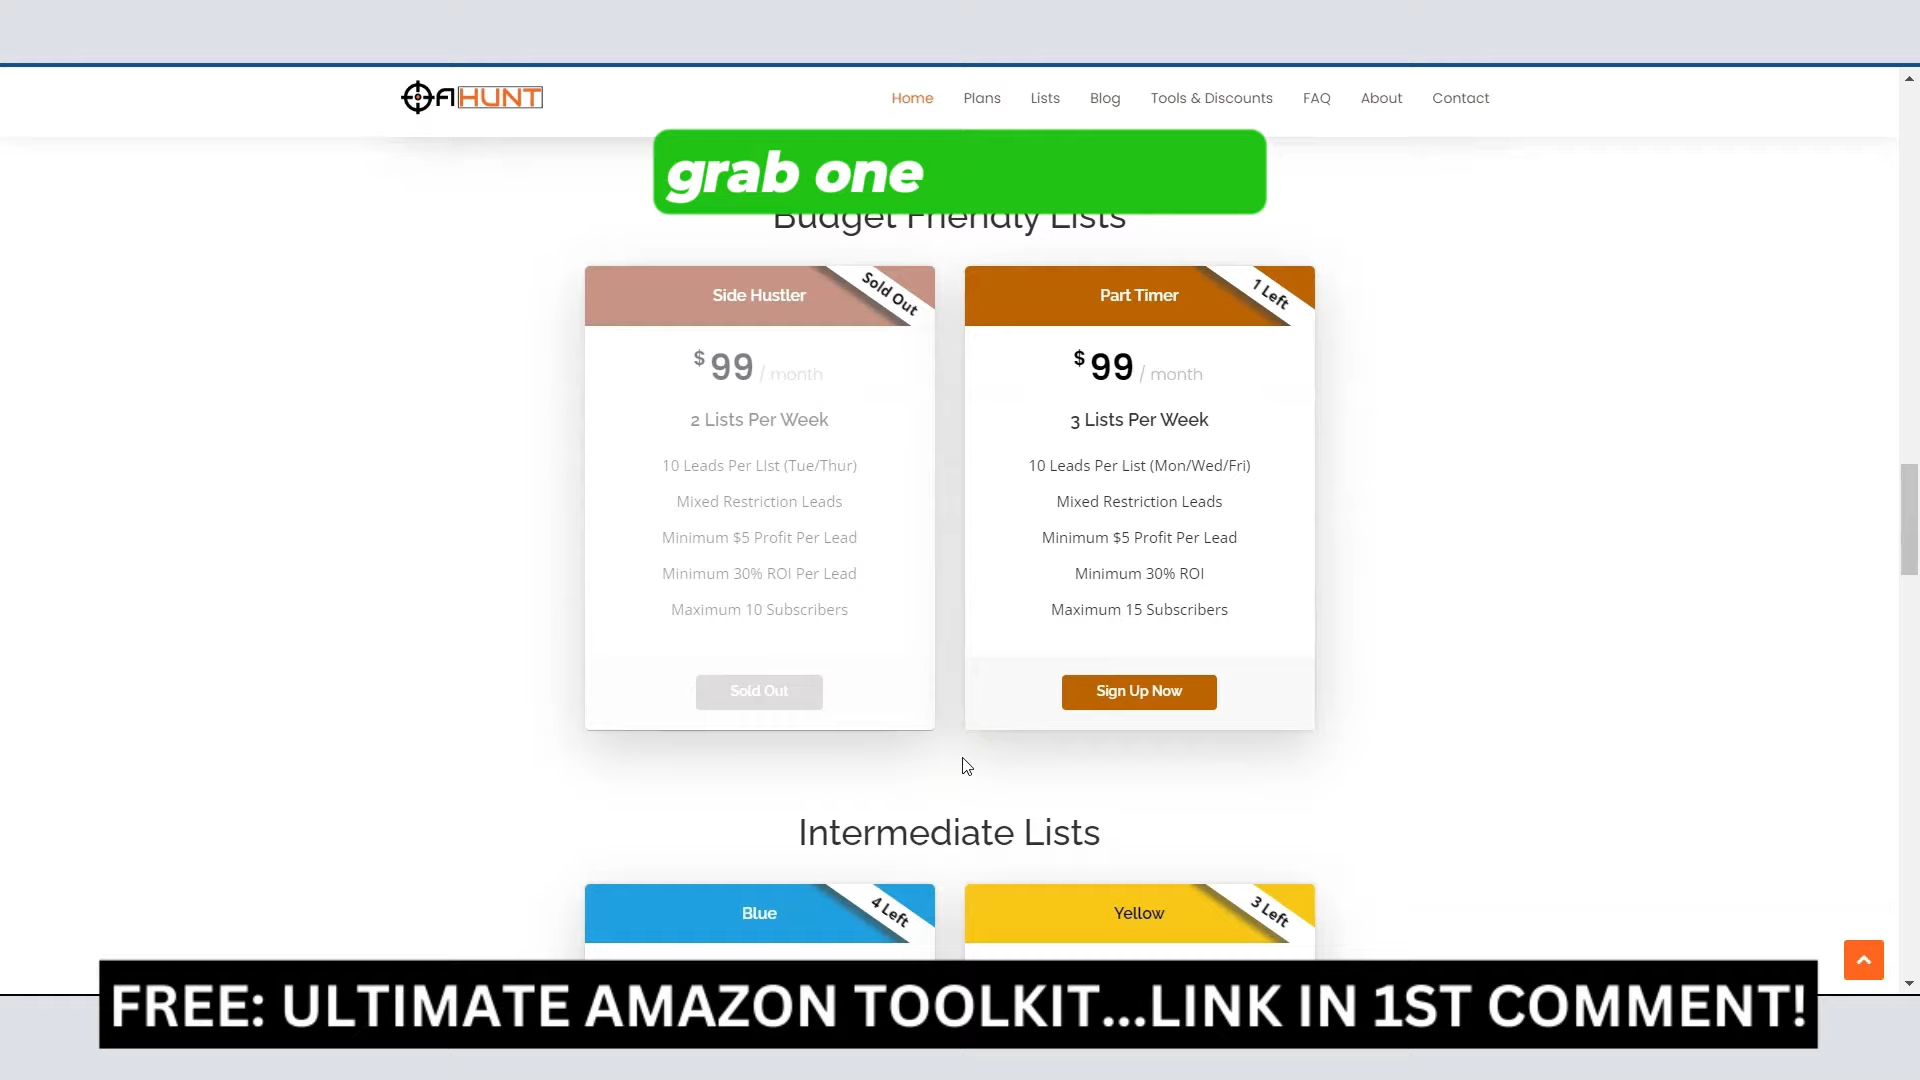 OAHUNT
Home Plans Lists Blog Tools & Discounts FAQ About Contact
grab one
Budget Friendly Lists
Side Hustler
Sold Out
$99 / month
2 Lists Per Week
10 Leads Per LIst (Tue/Thur)
Mixed Restriction Leads
Minimum $5 Profit Per Lead
Minimum 30% ROI Per Lead
Maximum 10 Subscribers
Sold Out
Part Timer
1 Left
$99 / month
3 Lists Per Week
10 Leads Per List (Mon/Wed/Fri)
Mixed Restriction Leads
Minimum $5 Profit Per Lead
Minimum 30% ROI
Maximum 15 Subscribers
Sign Up Now
Intermediate Lists
Blue
4 Left
Yellow
3 Left
FREE: ULTIMATE AMAZON TOOLKIT...LINK IN 1ST COMMENT!